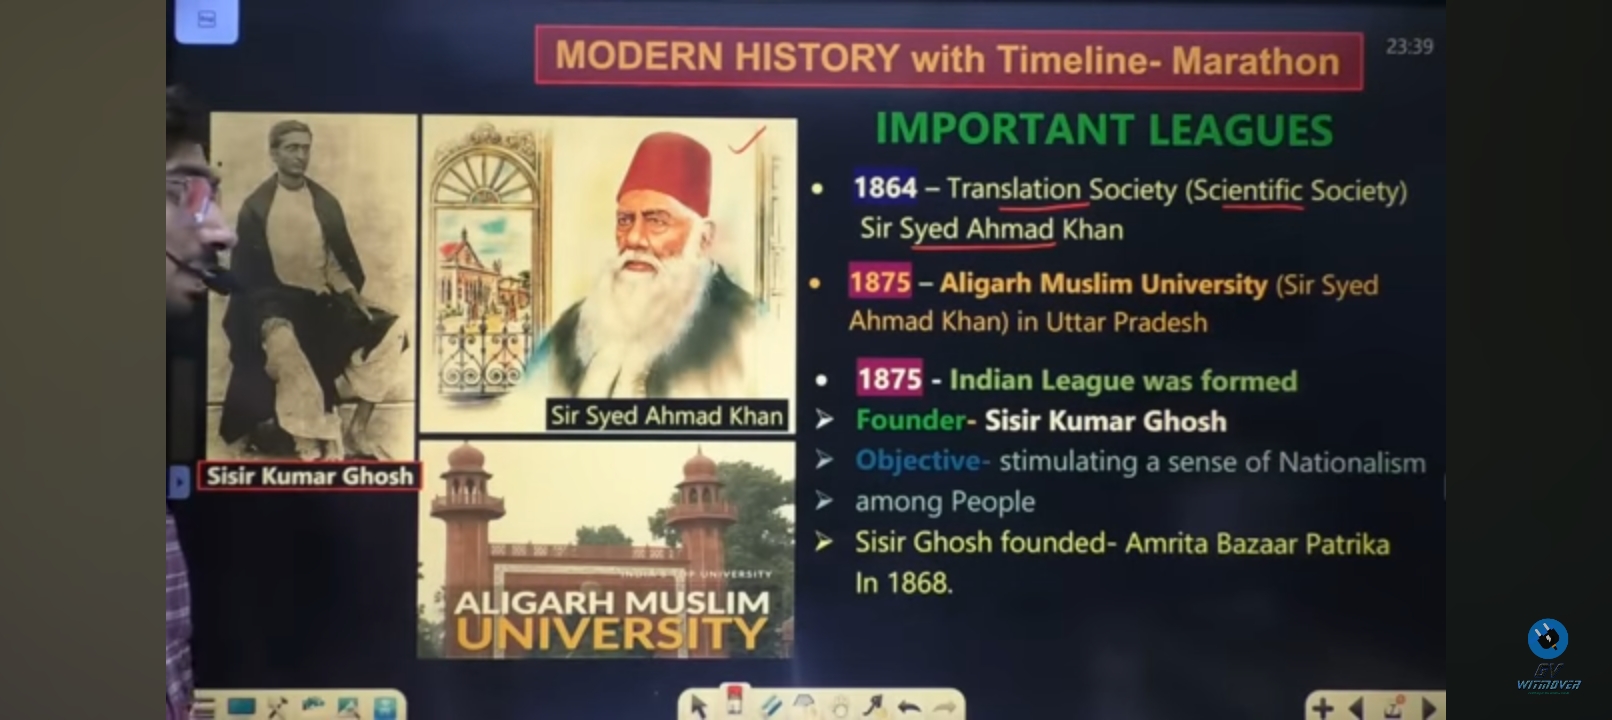 MODERN HISTORY with Timeline- Marathon
23:39
IMPORTANT LEAGUES
1864 – Translation Society (Scientific Society)
Sir Syed Ahmad Khan
1875 – Aligarh Muslim University (Sir Syed
Ahmad Khan) in Uttar Pradesh
1875 - Indian League was formed
Founder- Sisir Kumar Ghosh
Objective- stimulating a sense of Nationalism
among People
Sisir Ghosh founded- Amrita Bazaar Patrika
In 1868.
Sir Syed Ahmad Khan
Sisir Kumar Ghosh
ALIGARH MUSLIM
UNIVERSITY
GV
WITMOVER